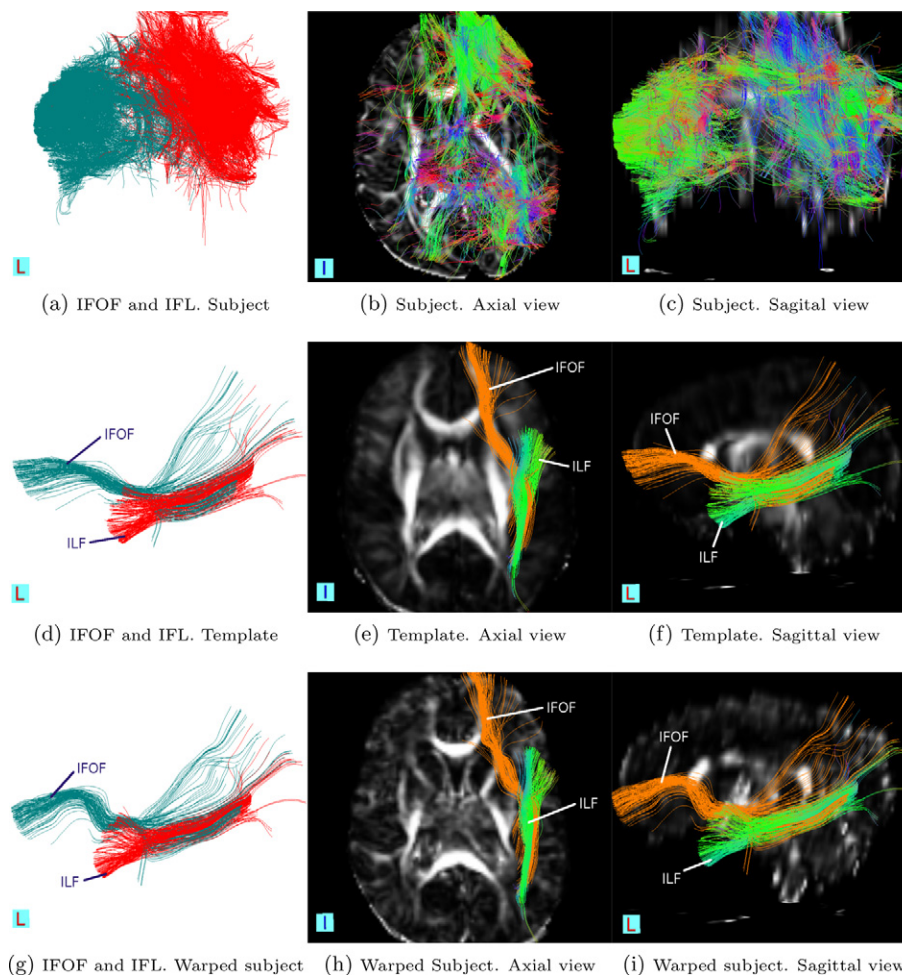 L
I
L
(a) IFOF and IFL. Subject
(b) Subject. Axial view
(c) Subject. Sagital view
IFOF
ILF
L
IFOF
ILF
I
IFOF
ILF
L
(d) IFOF and IFL. Template
(e) Template. Axial view
(f) Template. Sagittal view
IFOF
ILF
L
IFOF
ILF
I
IFOF
ILF
L
(g) IFOF and IFL. Warped subject
(h) Warped Subject. Axial view
(i) Warped subject. Sagittal view